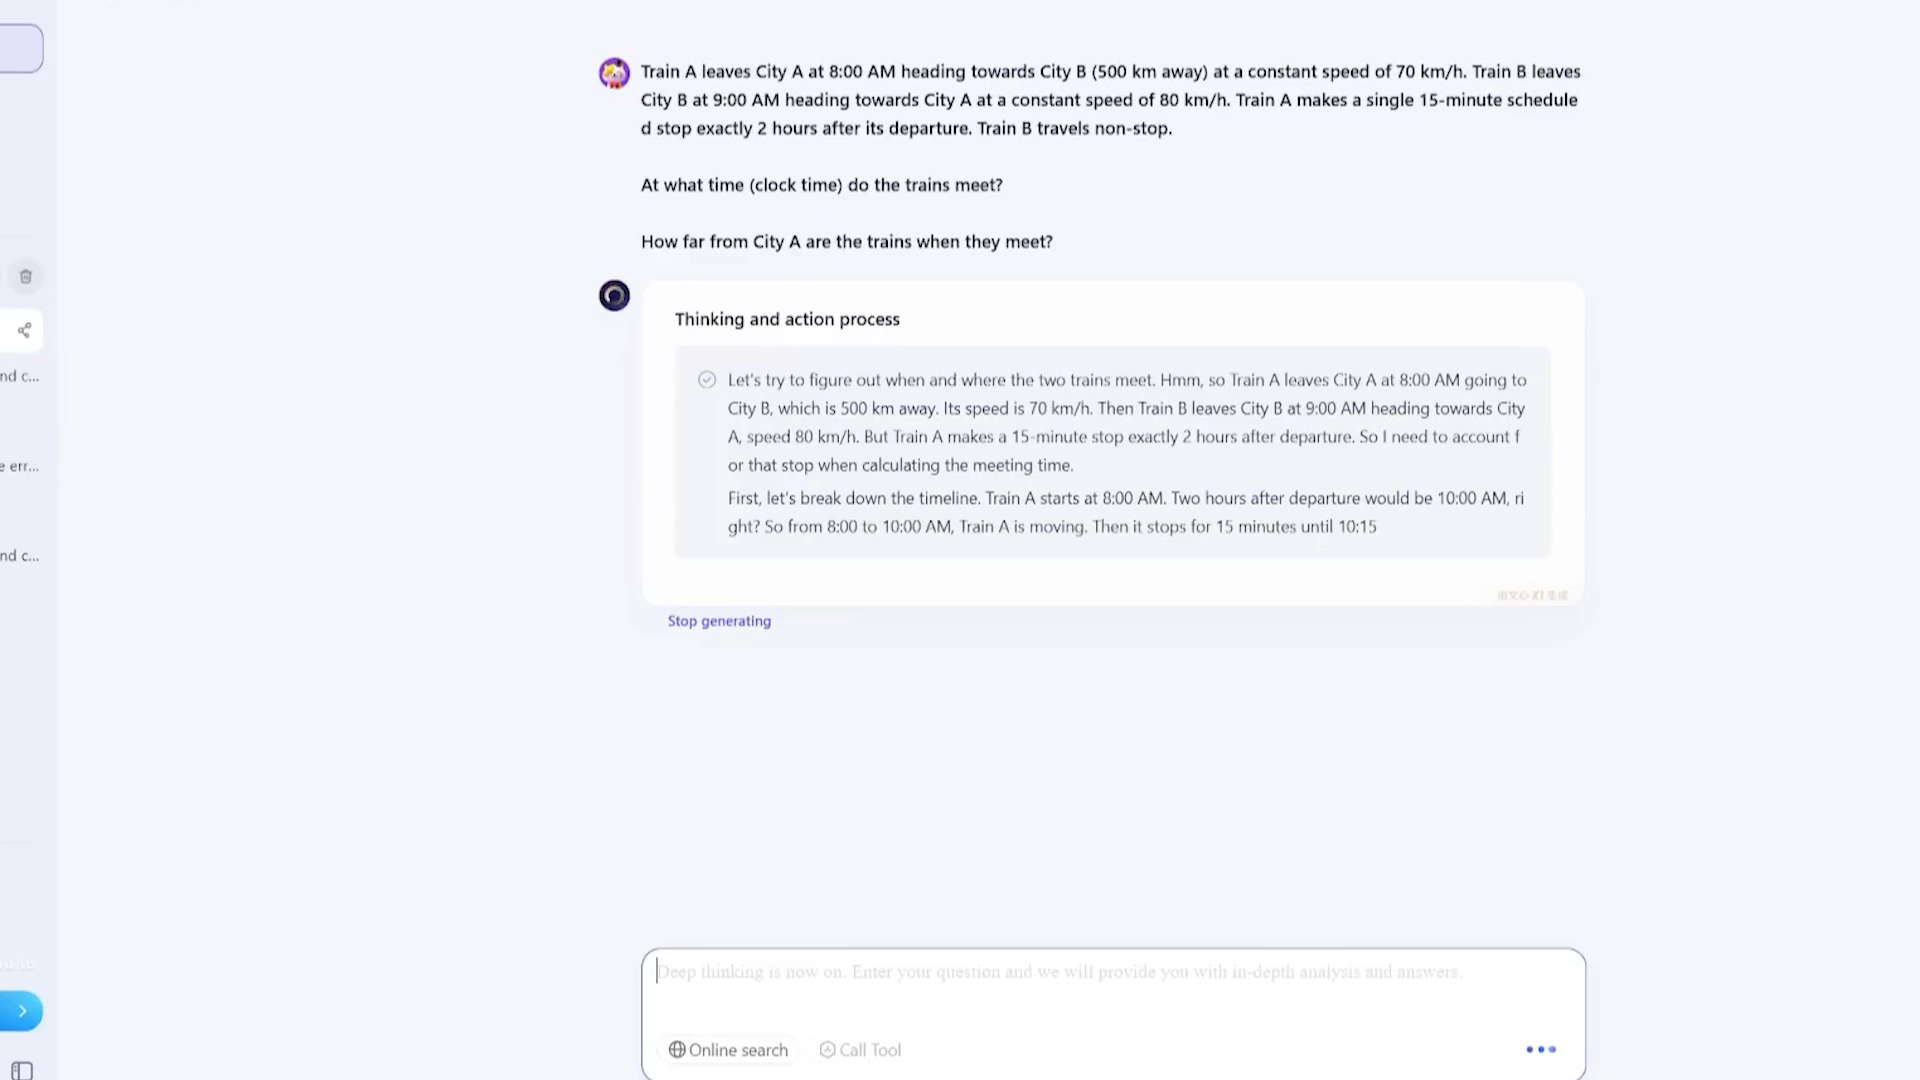 Train A leaves City A at 8:00 AM heading towards City B (500 km away) at a constant speed of 70 km/h. Train B leaves
City B at 9:00 AM heading towards City A at a constant speed of 80 km/h. Train A makes a single 15-minute schedule
d stop exactly 2 hours after its departure. Train B travels non-stop.
At what time (clock time) do the trains meet?
How far from City A are the trains when they meet?
Thinking and action process
Let's try to figure out when and where the two trains meet. Hmm, so Train A leaves City A at 8:00 AM going to
City B, which is 500 km away. Its speed is 70 km/h. Then Train B leaves City B at 9:00 AM heading towards City
A, speed 80 km/h. But Train A makes a 15-minute stop exactly 2 hours after departure. So I need to account f
or that stop when calculating the meeting time.
First, let's break down the timeline. Train A starts at 8:00 AM. Two hours after departure would be 10:00 AM, ri
ght? So from 8:00 to 10:00 AM, Train A is moving. Then it stops for 15 minutes until 10:15
由文心 X1 生成
Stop generating
nd c...
e err...
nd c...
Deep thinking is now on. Enter your question and we will provide you with in-depth analysis and answers.
Online search
Call Tool